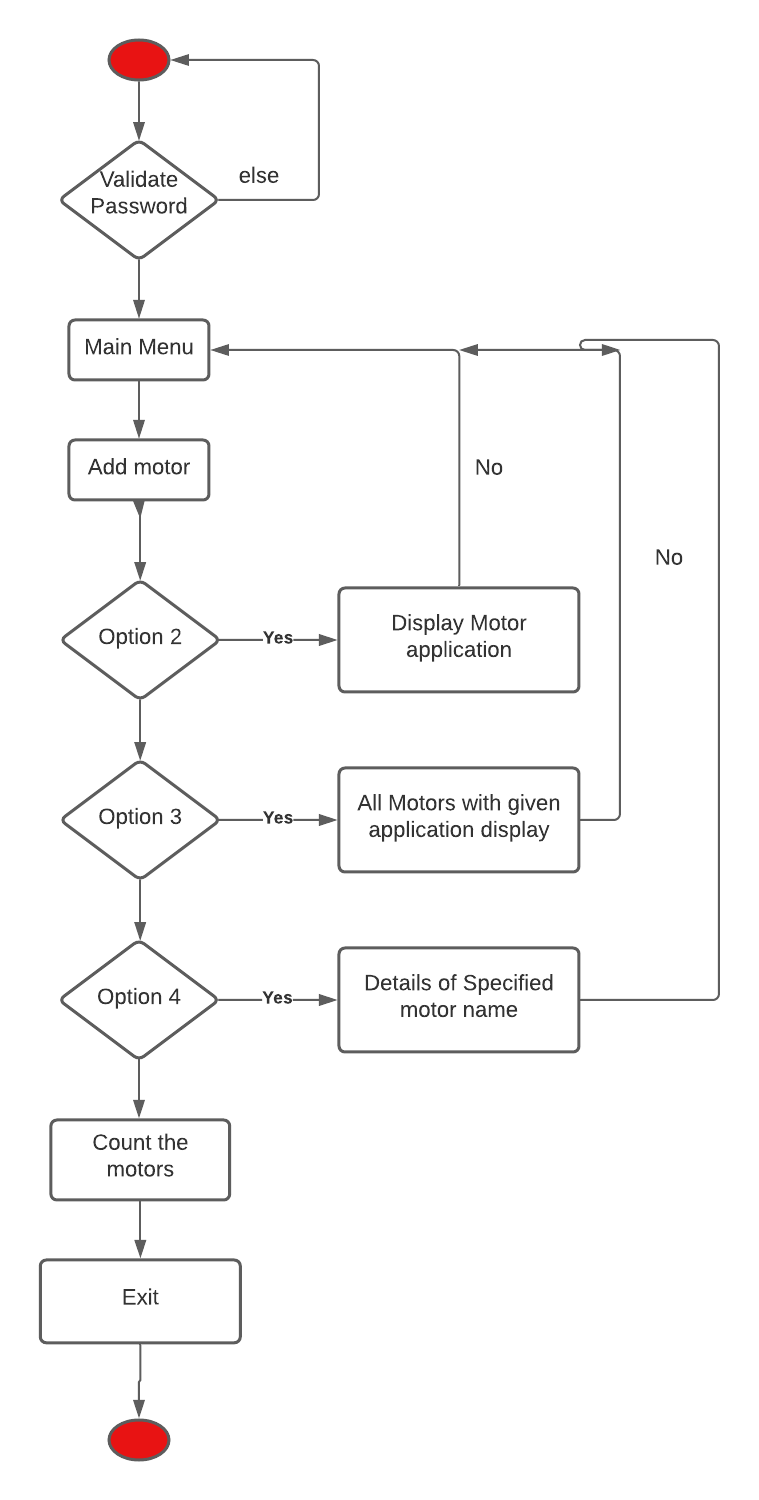 Validate
Password
else
Main Menu
Add motor
No
No
Option 2
Yes
Display Motor
application
Option 3
Yes
All Motors with given
application display
Option 4
Yes
Details of Specified
motor name
Count the
motors
Exit